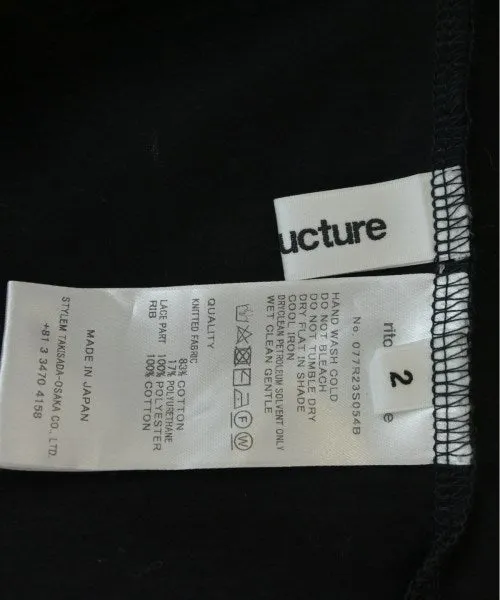 ucture
rito
2
e
No 077R23S054B
HAND WASH COLD
DO NOT BLEACH
DO NOT TUMBLE DRY
DRY FLAT IN SHADE
COOL IRON
DRYCLEAN PETROLEUM SOLVENT ONLY
WET CLEAN GENTLE
QUALITY
KNITTED FABRIC
83% COTTON
17% POLYURETHANE
LACE PART 100% POLYESTER
RIB 100% COTTON
MADE IN JAPAN
STYLEM TAKISADA-OSAKA CO., LTD.
+81 3 3470 4158